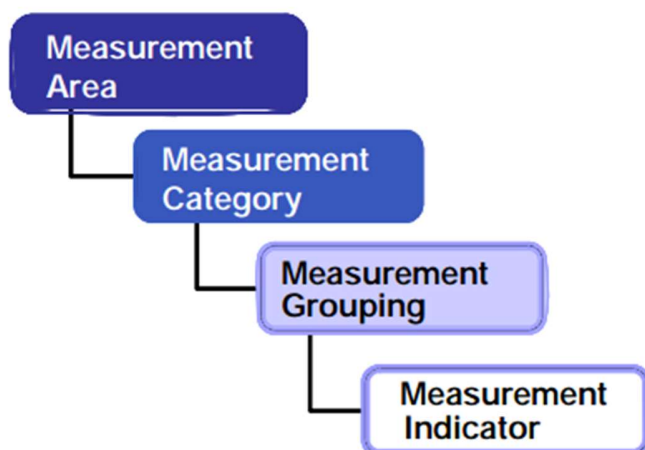 Measurement
Area
Measurement
Category
Measurement
Grouping
Measurement
Indicator